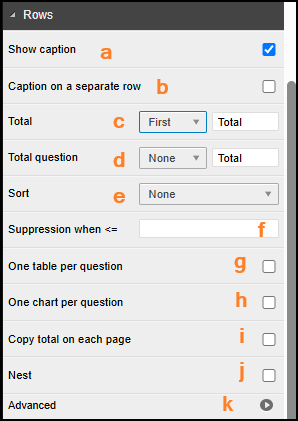 Rows
Show caption a
Caption on a separate row b
Total c First Total
Total question d None Total
Sort e None
Suppression when <= f
One table per question g
One chart per question h
Copy total on each page i
Nest j
Advanced k